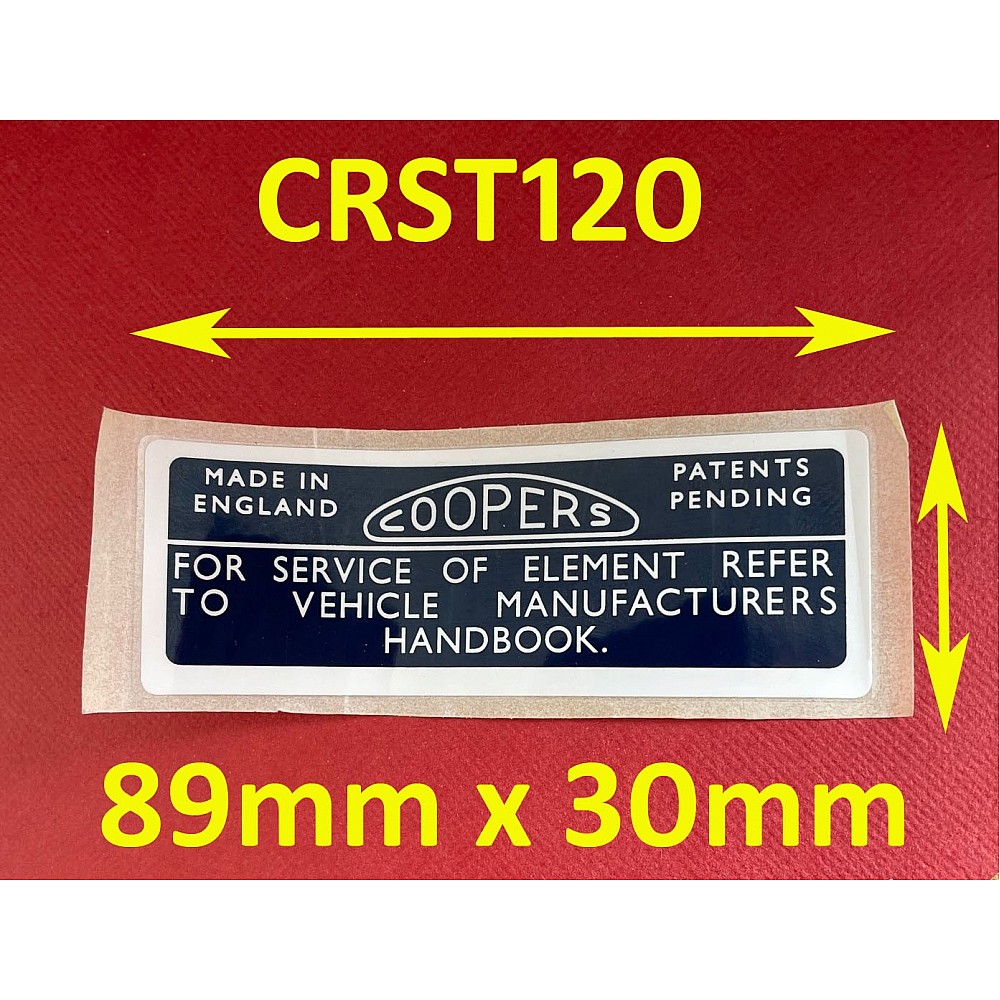 CRST120
MADE IN
ENGLAND
COOPERS
PATENTS
PENDING
FOR SERVICE OF ELEMENT REFER
TO VEHICLE MANUFACTURERS
HANDBOOK.
89mm x 30mm